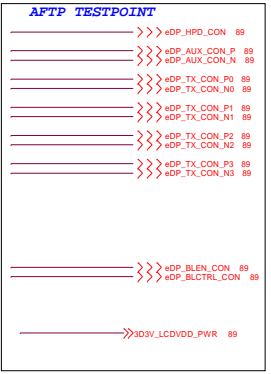 AFTP TESTPOINT
eDP_HPD_CON 89
eDP_AUX_CON_P 89
eDP_AUX_CON_N 89
eDP_TX_CON_P0 89
eDP_TX_CON_N0 89
eDP_TX_CON_P1 89
eDP_TX_CON_N1 89
eDP_TX_CON_P2 89
eDP_TX_CON_N2 89
eDP_TX_CON_P3 89
eDP_TX_CON_N3 89
eDP_BLEN_CON 89
eDP_BLCTRL_CON 89
3D3V_LCDVDD_PWR 89